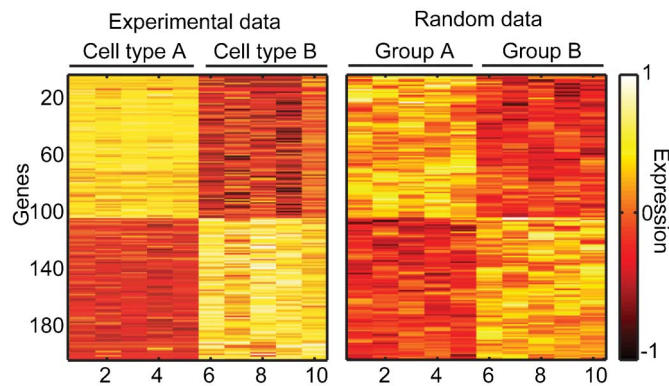 Experimental data
Random data
Cell type A
Cell type B
Group A
Group B
Genes
20
60
100
140
180
2 4 6 8 10
2 4 6 8 10
1
0
-1
Expression